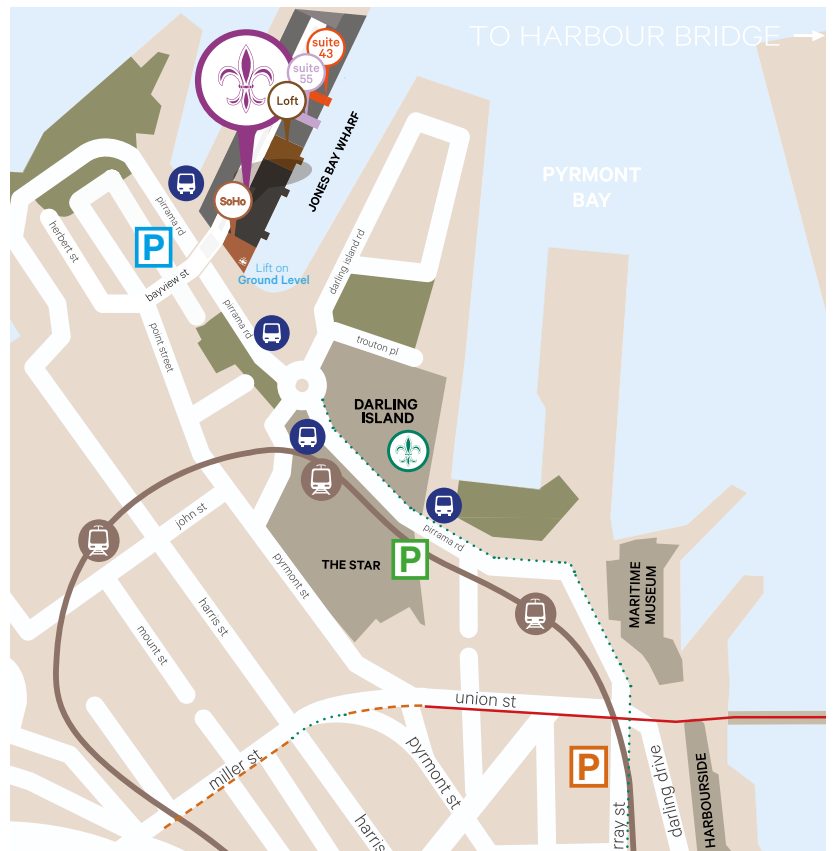 TO HARBOUR BRIDGE
suite
43
suite
55
Loft
JONES BAY WHARF
PYRMONT
BAY
SoHo
pirrama rd
herbert st
P
Lift on
Ground Level
bayview st
darling island rd
pirrama rd
point street
trouton pl
DARLING
ISLAND
john st
pirrama rd
THE STAR
P
pyrmont st
MARITIME
MUSEUM
harris st
mount st
union st
miller st
pyrmont st
P
darling drive
HARBOURSIDE
rray st
harris